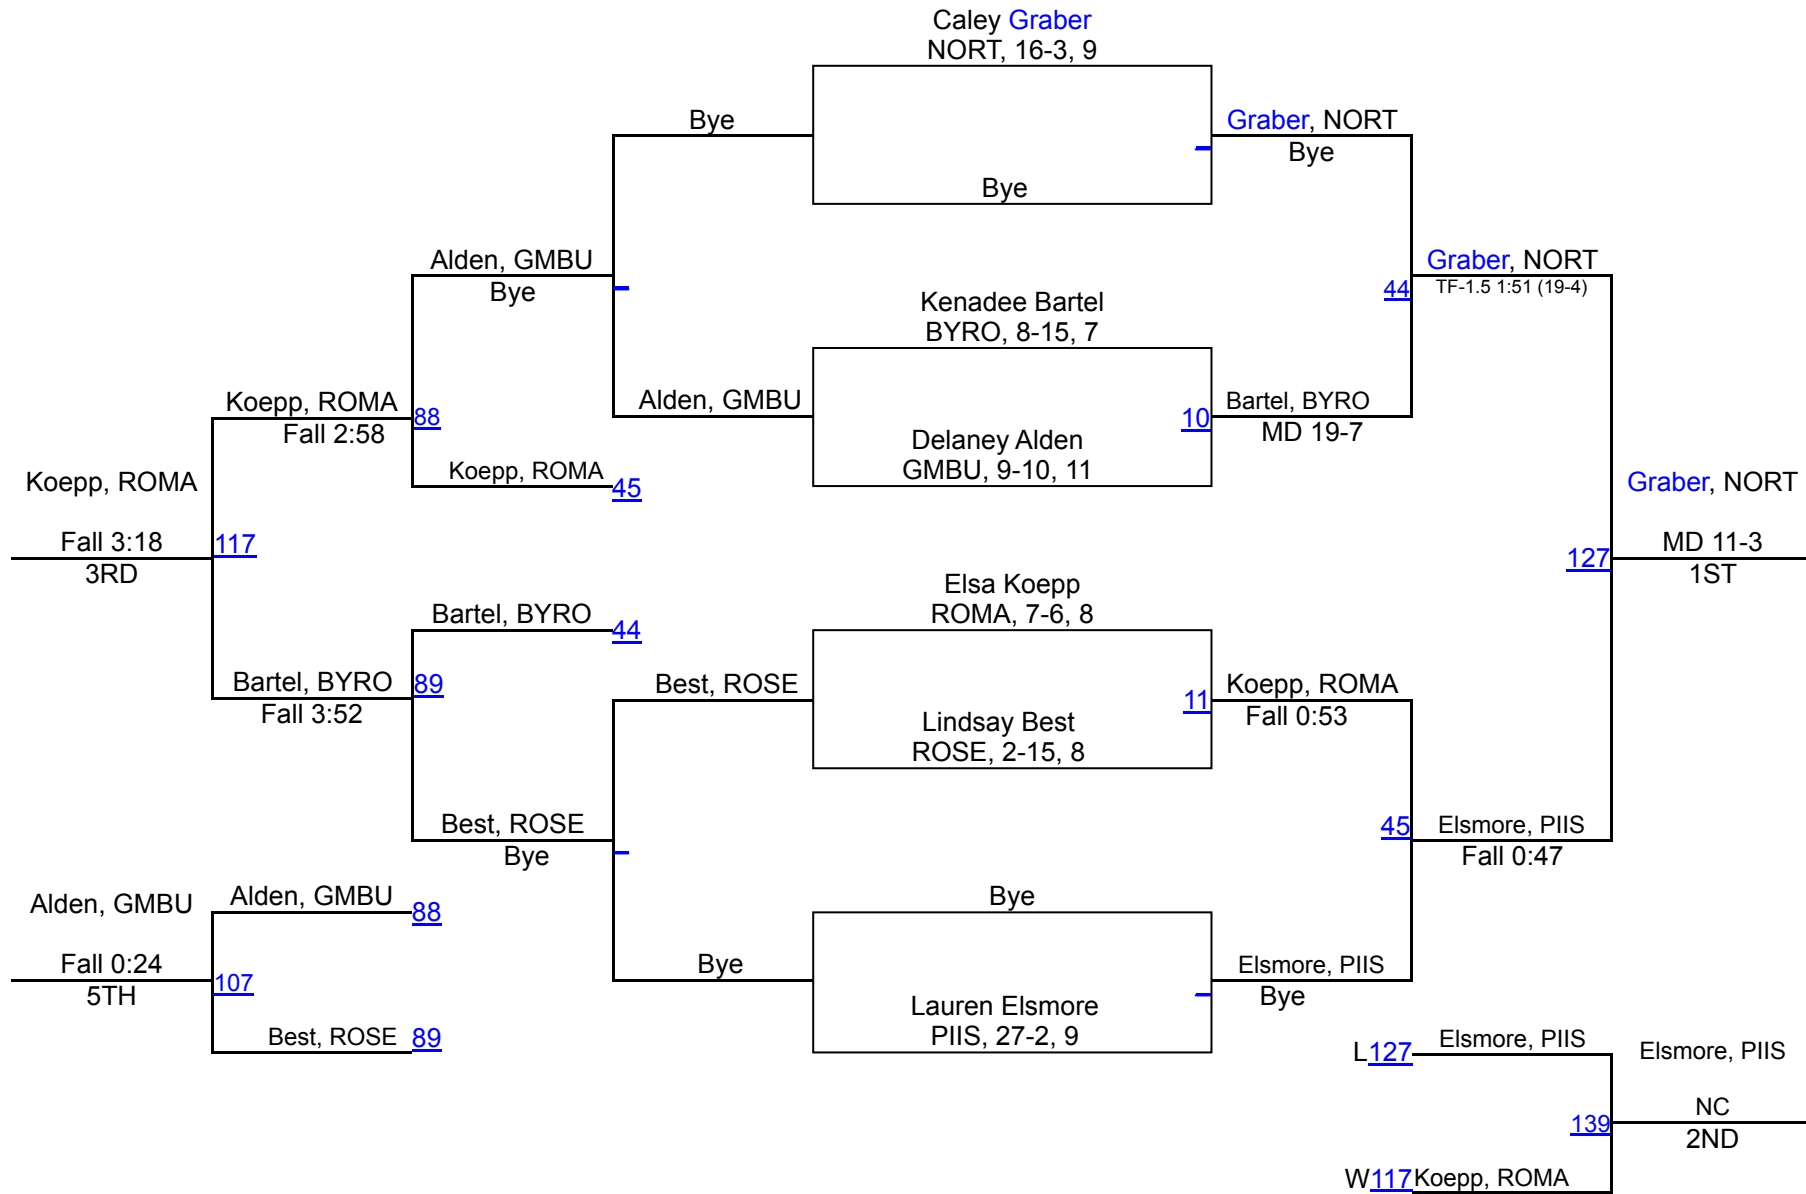 Caley Graber
NORT, 16-3, 9
Bye
Graber, NORT
Bye
Bye
Alden, GMBU
Bye
Graber, NORT
44
TF-1.5 1:51 (19-4)
Kenadee Bartel
BYRO, 8-15, 7
Koepp, ROMA
88
Fall 2:58
Alden, GMBU
10
Bartel, BYRO
MD 19-7
Delaney Alden
GMBU, 9-10, 11
Koepp, ROMA
45
Koepp, ROMA
Graber, NORT
Fall 3:18
117
3RD
MD 11-3
127
1ST
Elsa Koepp
ROMA, 7-6, 8
Bartel, BYRO
44
Bartel, BYRO
89
Fall 3:52
Best, ROSE
11
Koepp, ROMA
Fall 0:53
Lindsay Best
ROSE, 2-15, 8
Best, ROSE
Bye
45
Elsmore, PIIS
Fall 0:47
Alden, GMBU
Alden, GMBU
88
Bye
Fall 0:24
107
5TH
Bye
Elsmore, PIIS
Bye
Lauren Elsmore
PIIS, 27-2, 9
Best, ROSE
89
L127
Elsmore, PIIS
Elsmore, PIIS
NC
139
2ND
W117
Koepp, ROMA